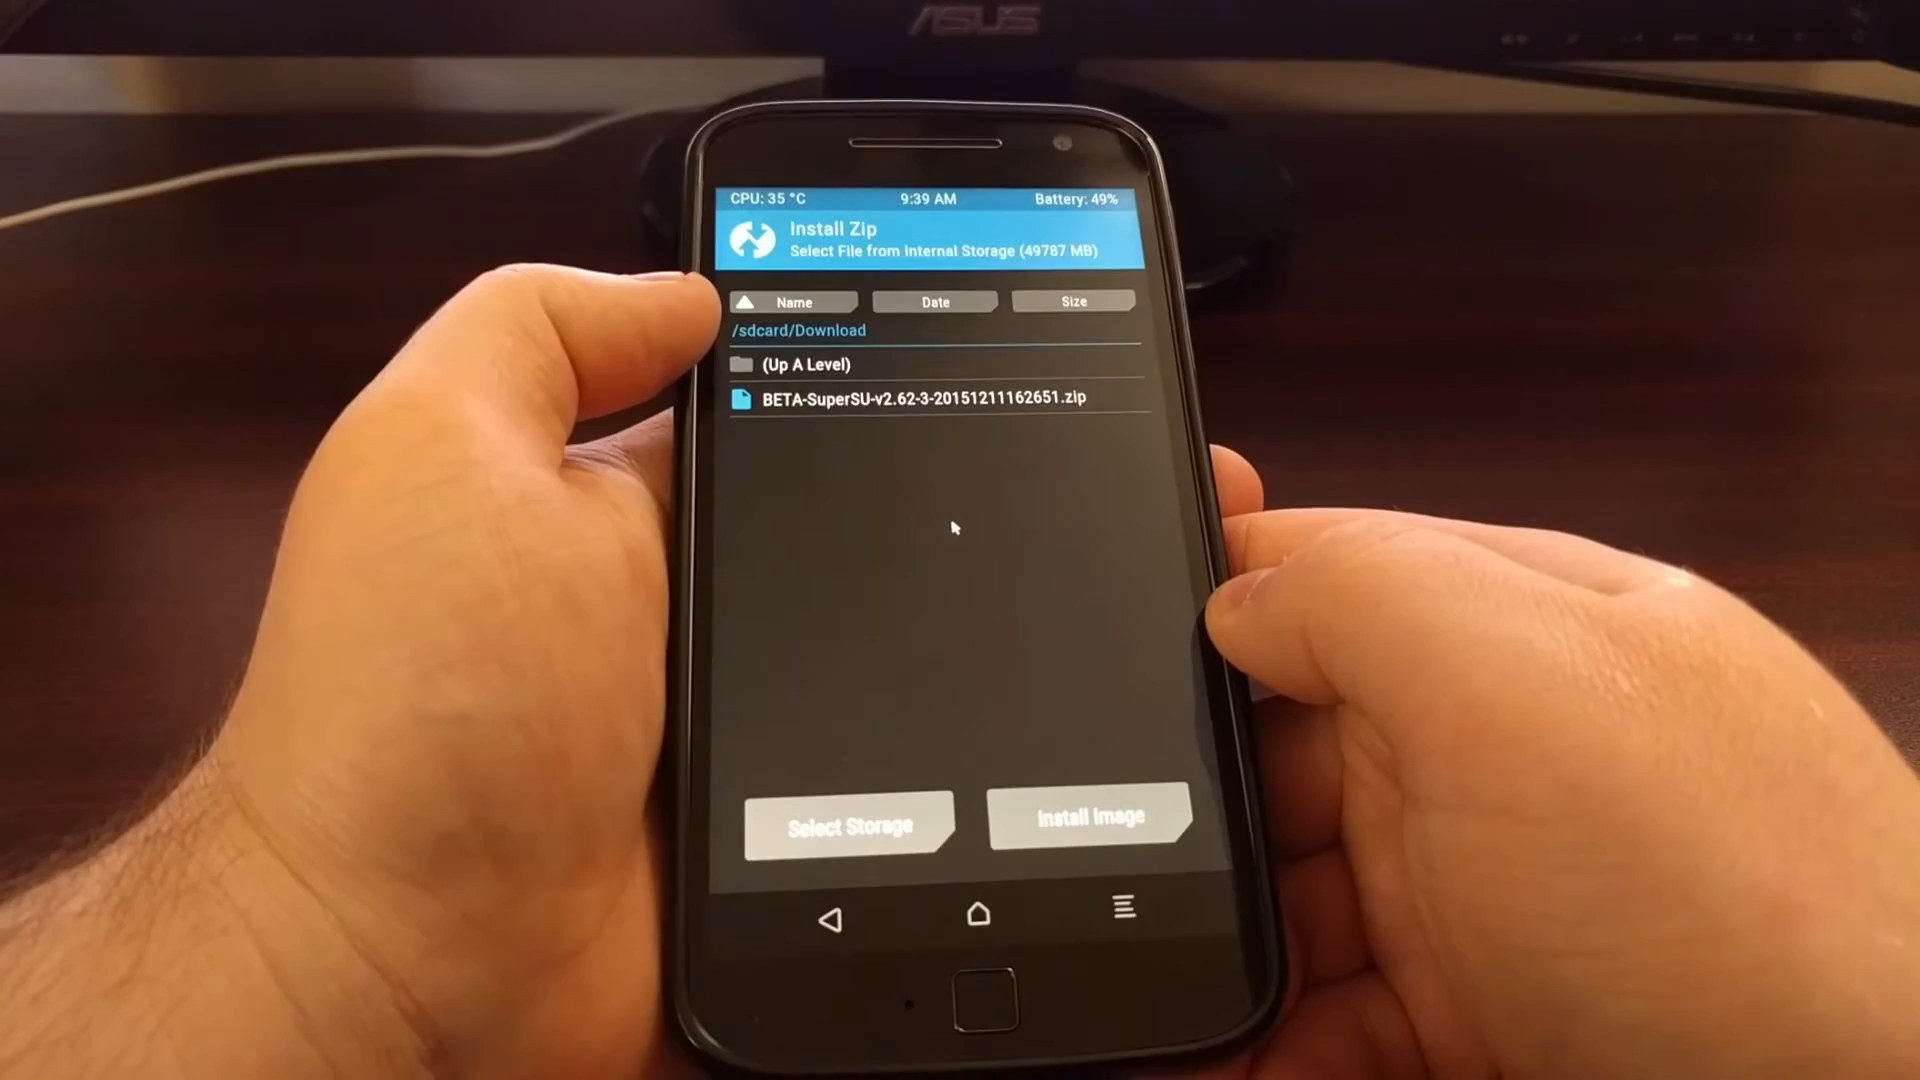 ASUS
CPU: 35 °C 9:39 AM Battery: 49%
Install Zip
Select File from Internal Storage (49787 MB)
Name Date Size
/sdcard/Download
(Up A Level)
BETA-SuperSU-v2.62-3-20151211162651.zip
Select Storage Install Image